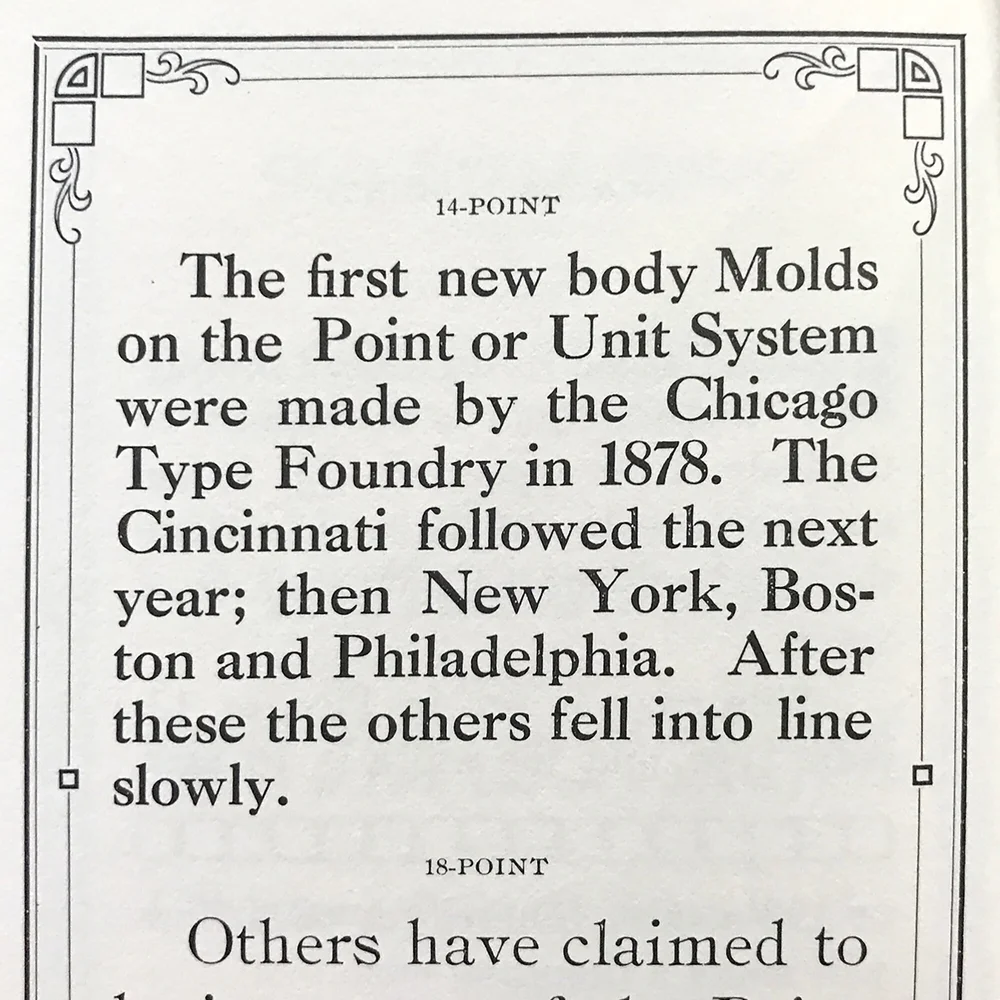 14-POINT
The first new body Molds
on the Point or Unit System
were made by the Chicago
Type Foundry in 1878. The
Cincinnati followed the next
year; then New York, Bos-
ton and Philadelphia. After
these the others fell into line
slowly.
18-POINT
Others have claimed to